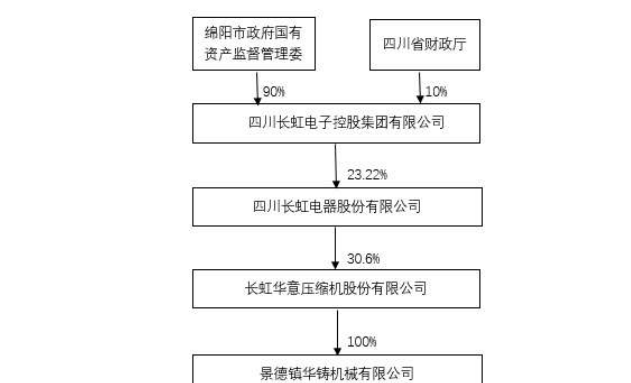 绵阳市政府国有
资产监督管理委
四川省财政厅
90%
10%
四川长虹电子控股集团有限公司
23.22%
四川长虹电器股份有限公司
30.6%
长虹华意压缩机股份有限公司
100%
景德镇华铸机械有限公司